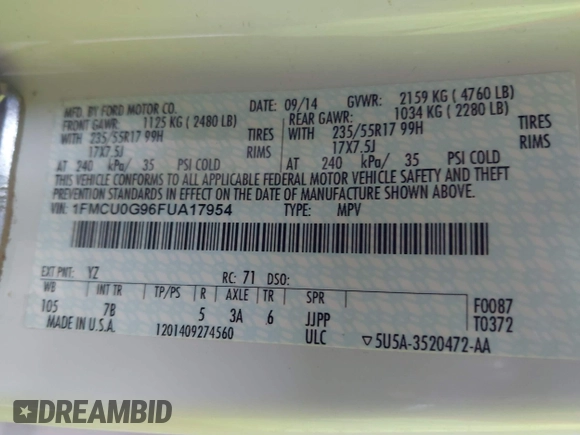 MFD. BY FORD MOTOR CO.
DATE: 09/14 GVWR: 2159 KG ( 4760 LB)
FRONT GAWR: 1125 KG ( 2480 LB)
REAR GAWR: 1034 KG ( 2280 LB)
WITH 235/55R17 99H TIRES
WITH 235/55R17 99H TIRES
17X7.5J RIMS
17X7.5J RIMS
AT 240 kPa/ 35 PSI COLD
AT 240 kPa/ 35 PSI COLD
THIS VEHICLE CONFORMS TO ALL APPLICABLE FEDERAL MOTOR VEHICLE SAFETY AND THEFT
PREVENTION STANDARDS IN EFFECT ON THE DATE OF MANUFACTURE SHOWN ABOVE.
VIN: 1FMCU0G96FUA17954 TYPE: MPV
EXT PNT: YZ RC: 71 DSO:
WB INT TR TP/PS R AXLE TR SPR
105 7B 5 3A 6 JJPP
F0087
T0372
MADE IN U.S.A. 1201409274560 ULC ▽5U5A-3520472-AA
DREAMBID